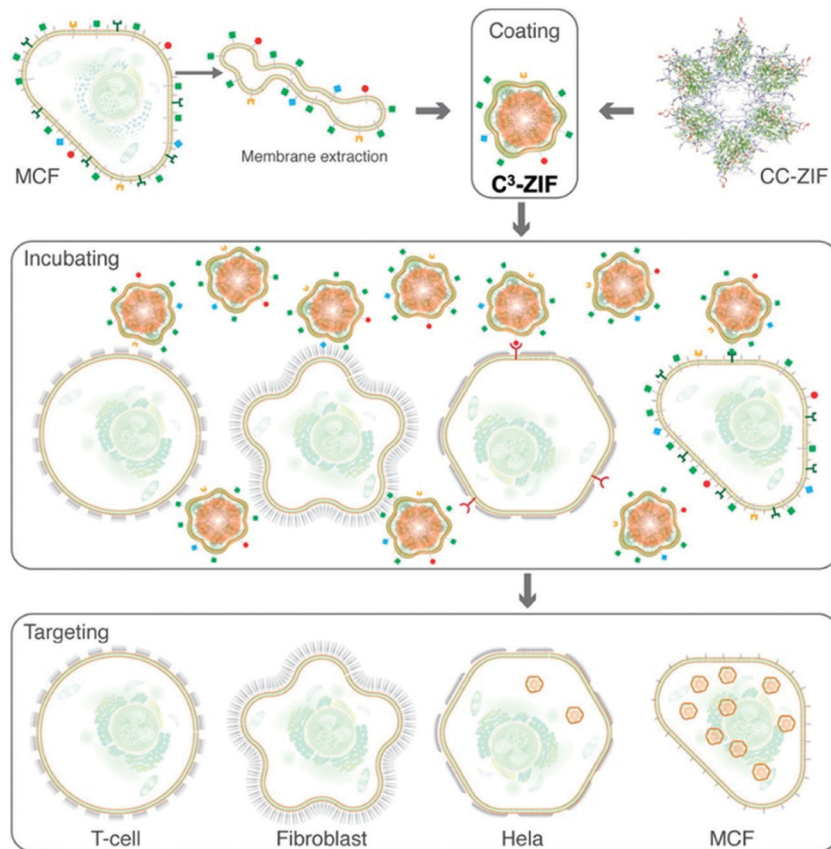 Coating
MCF
Membrane extraction
C³-ZIF
CC-ZIF
Incubating
Targeting
T-cell
Fibroblast
Hela
MCF